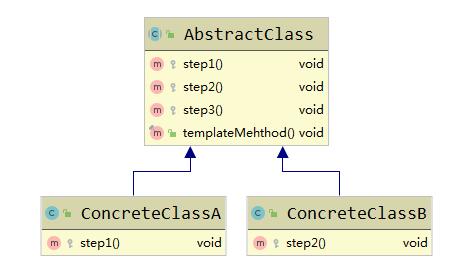 AbstractClass
step1() void
step2() void
step3() void
templateMehthod() void
ConcreteClassA
step1() void
ConcreteClassB
step2() void